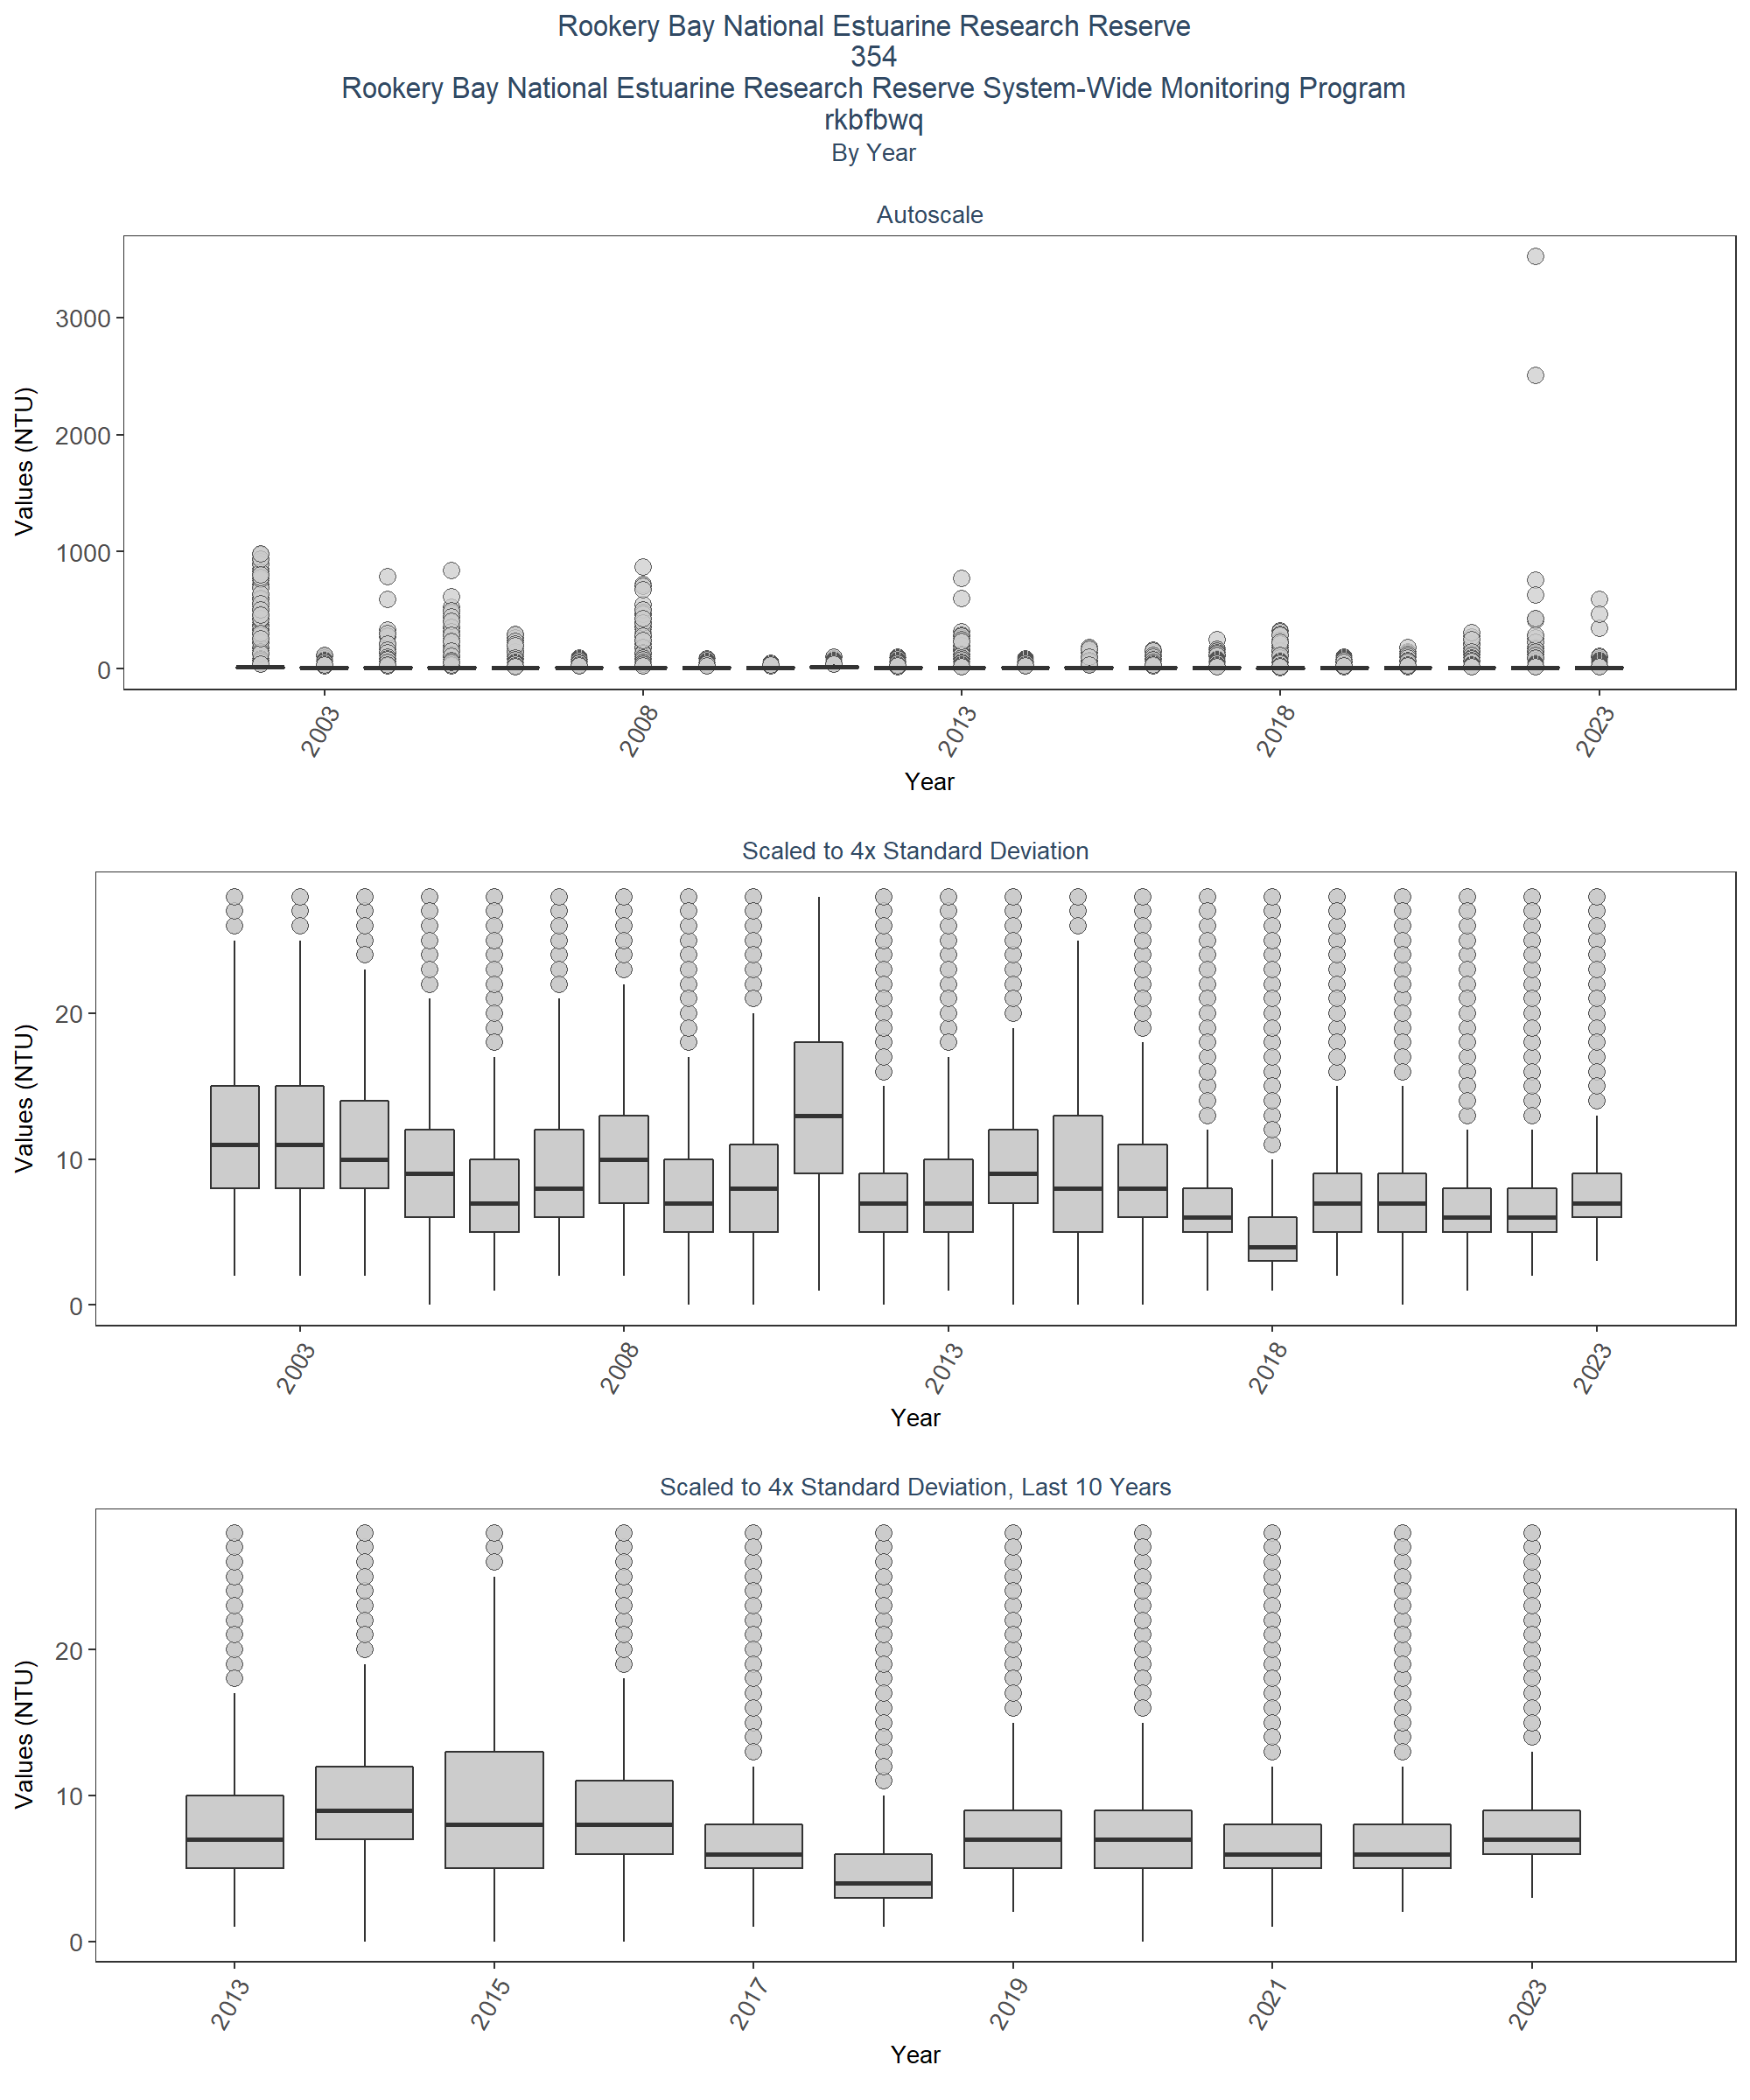 Rookery Bay National Estuarine Research Reserve
354
Rookery Bay National Estuarine Research Reserve System-Wide Monitoring Program
rkbfbwq
By Year
Autoscale
Values (NTU)
3000
2000
1000
0
2003
2008
2013
2018
2023
Year
Scaled to 4x Standard Deviation
Values (NTU)
20
10
0
2003
2008
2013
2018
2023
Year
Scaled to 4x Standard Deviation, Last 10 Years
Values (NTU)
20
10
0
2013
2015
2017
2019
2021
2023
Year